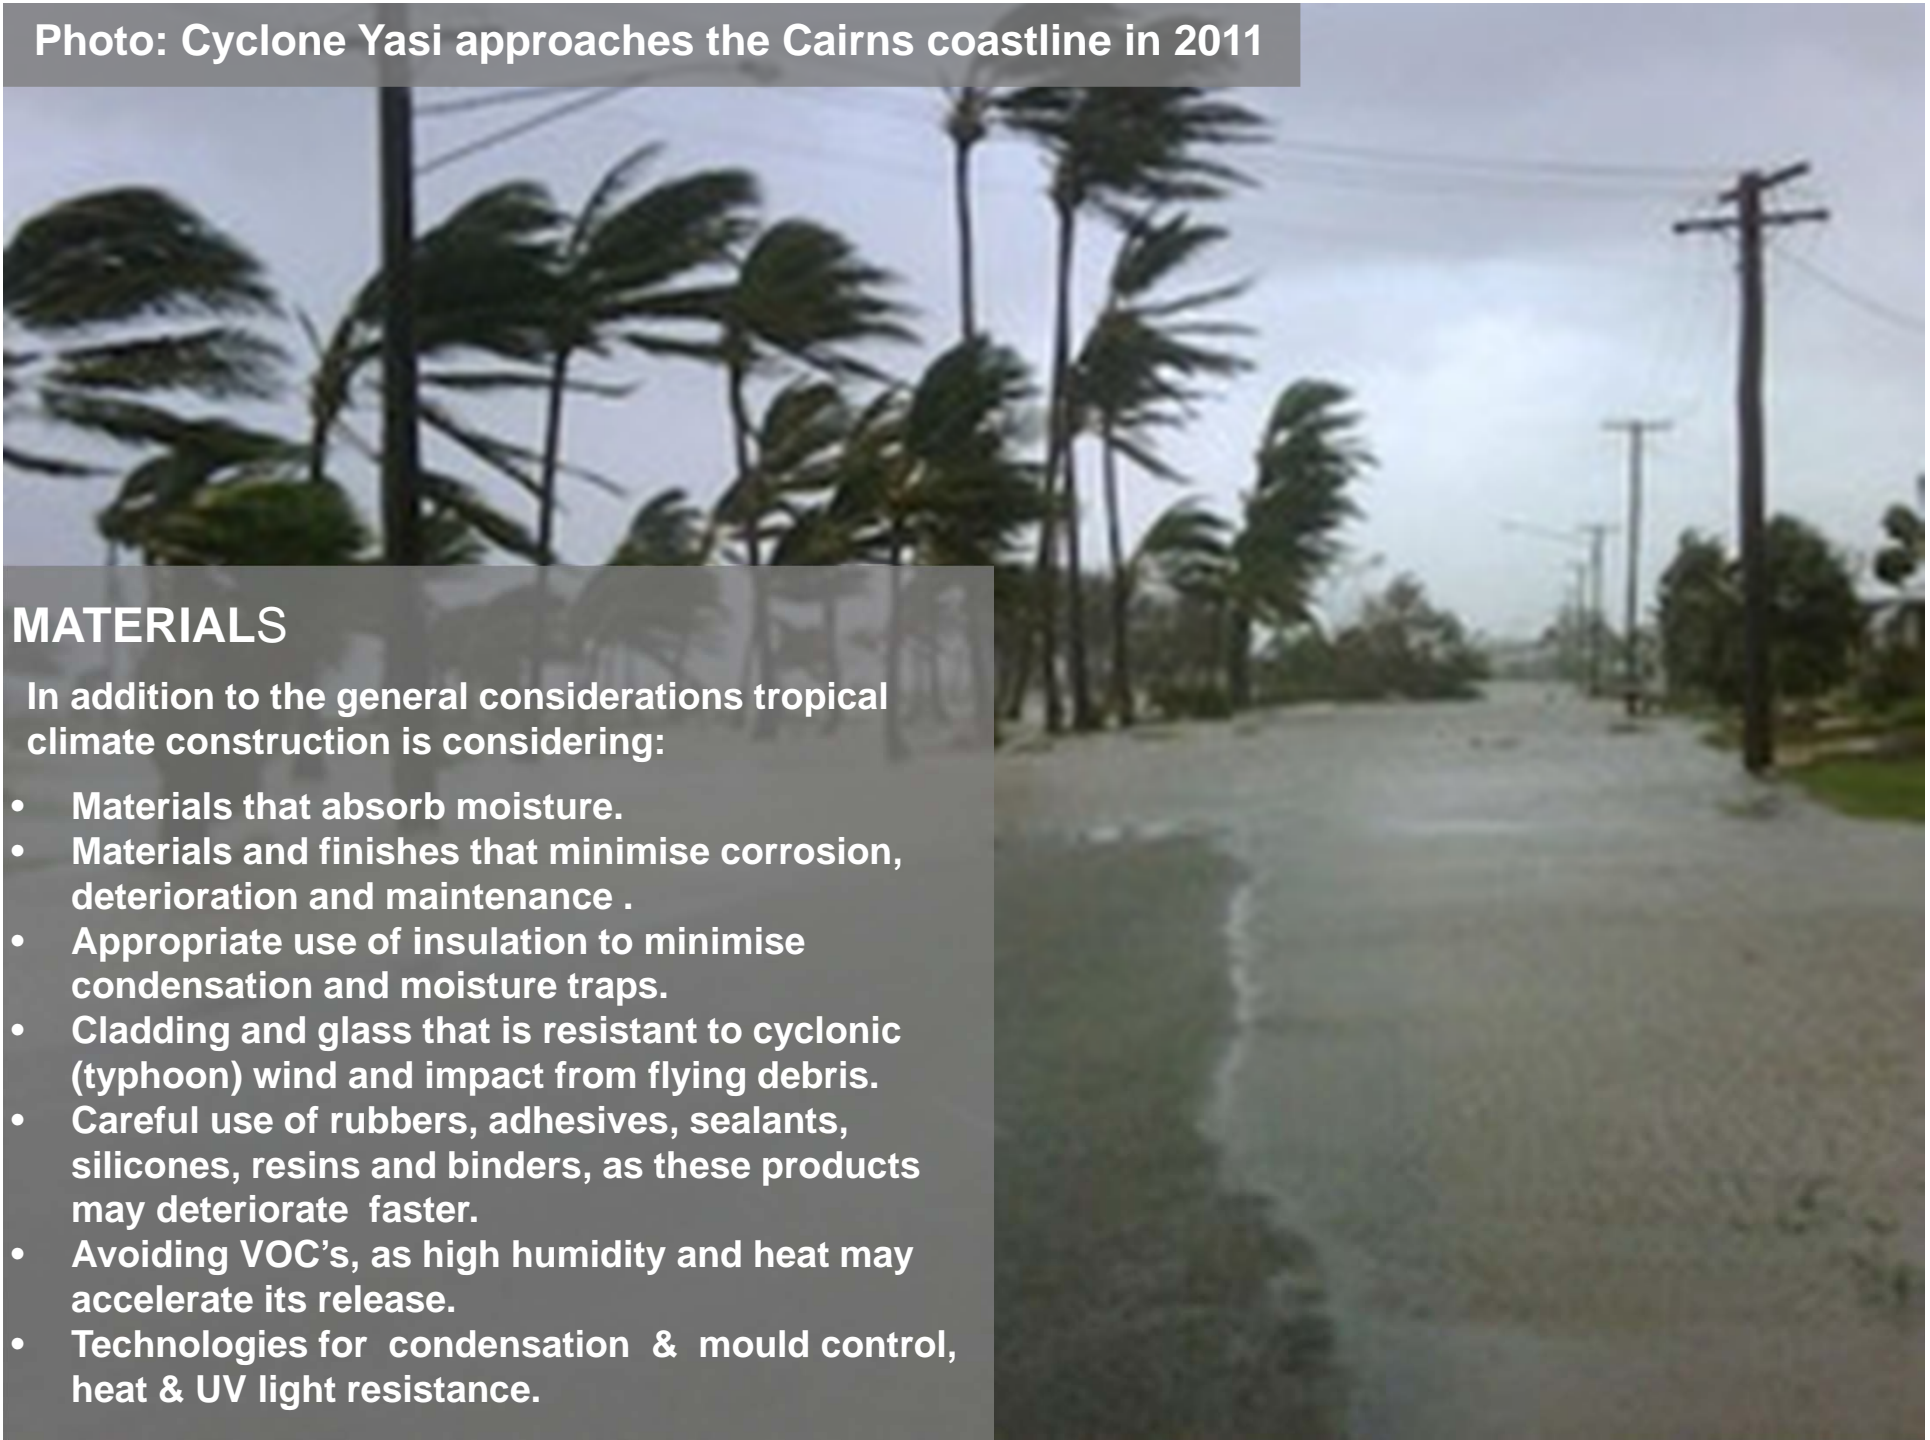 Photo: Cyclone Yasi approaches the Cairns coastline in 2011
MATERIALS
In addition to the general considerations tropical
climate construction is considering:
• Materials that absorb moisture.
• Materials and finishes that minimise corrosion,
deterioration and maintenance .
• Appropriate use of insulation to minimise
condensation and moisture traps.
• Cladding and glass that is resistant to cyclonic
(typhoon) wind and impact from flying debris.
• Careful use of rubbers, adhesives, sealants,
silicones, resins and binders, as these products
may deteriorate  faster.
• Avoiding VOC’s, as high humidity and heat may
accelerate its release.
• Technologies for  condensation  &  mould control,
heat & UV light resistance.